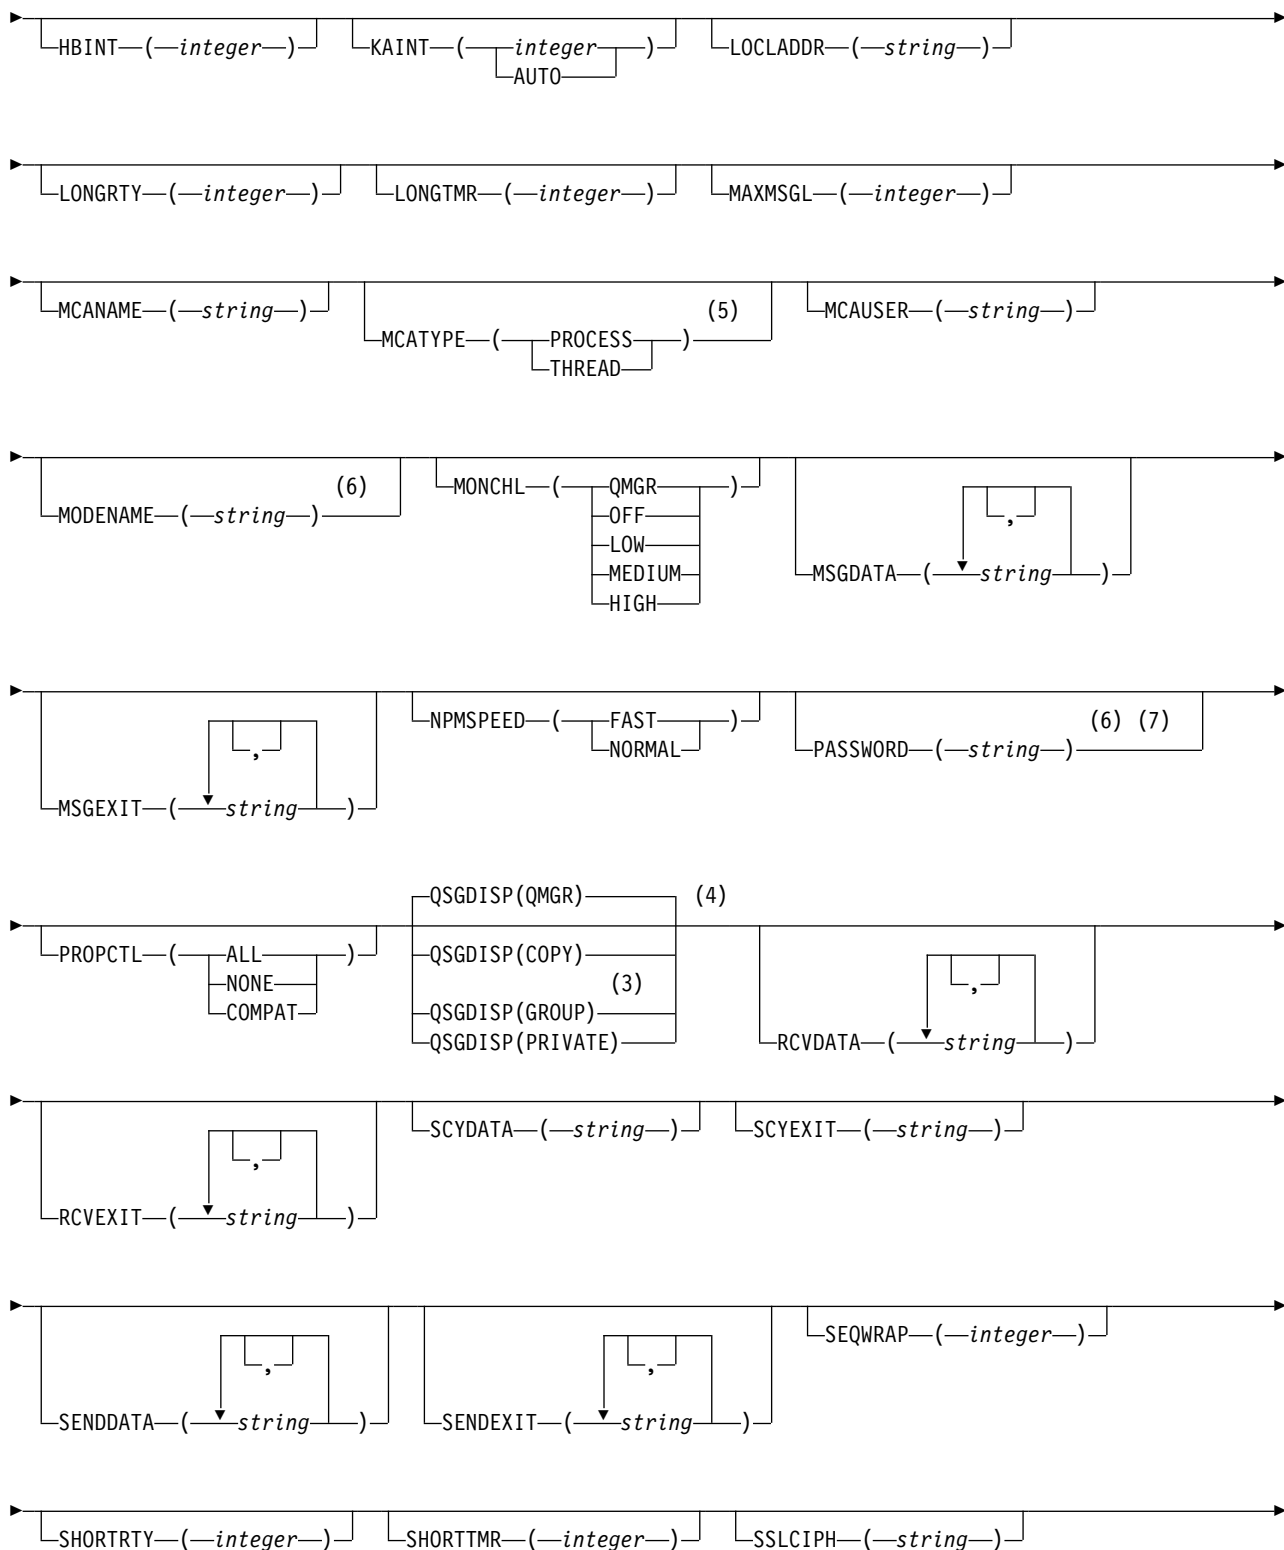 HBINT ( integer ) KAINT ( integer ) LOCLADDR ( string )
AUTO
LONGRTY ( integer ) LONGTMR ( integer ) MAXMSGL ( integer )
MCANAME ( string ) (5) MCAUSER ( string )
MCATYPE ( PROCESS )
THREAD
(6) MONCHL ( QMGR )
MODENAME ( string ) OFF ,
LOW
MEDIUM MSGDATA ( string )
HIGH
NPMSPEED ( FAST ) (6) (7)
, NORMAL PASSWORD ( string )
MSGEXIT ( string )
QSGDISP(QMGR) (4)
PROPCTL ( ALL ) QSGDISP(COPY)
NONE (3) ,
COMPAT QSGDISP(GROUP)
QSGDISP(PRIVATE) RCVDATA ( string )
SCYDATA ( string ) SCYEXIT ( string )
,
RCVEXIT ( string )
SEQWRAP ( integer )
, ,
SENDDATA ( string ) SENDEXIT ( string )
SHORTRTY ( integer ) SHORTTMR ( integer ) SSLCIPH ( string )